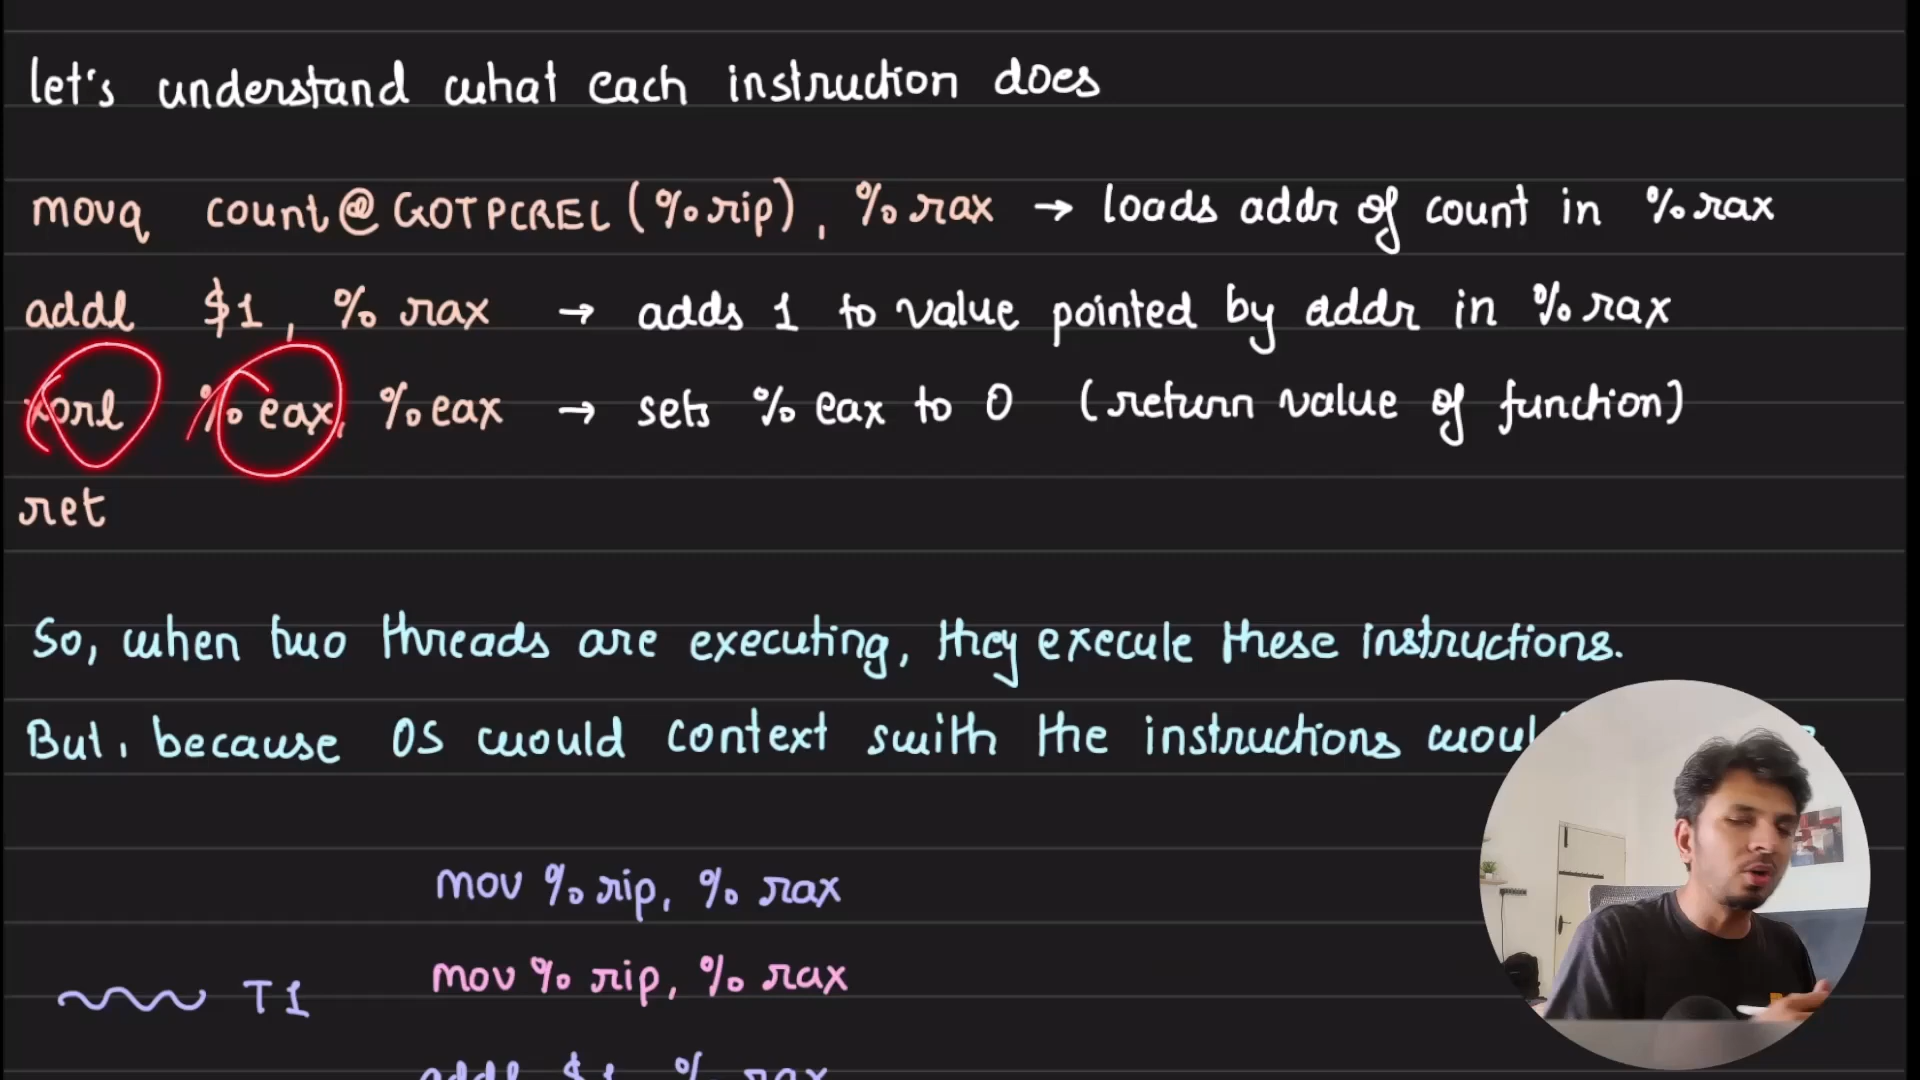 let's understand what each instruction does
movq count@GOTPCREL(%rip), %rax → loads addr of count in %rax
addl $1, %rax → adds 1 to value pointed by addr in %rax
xorl %eax, %eax → sets %eax to 0 (return value of function)
ret
So, when two threads are executing, they execute these instructions.
But, because OS would context swith the instructions
mov %rip, %rax
mov %rip, %rax
T1
addl $1, %rax